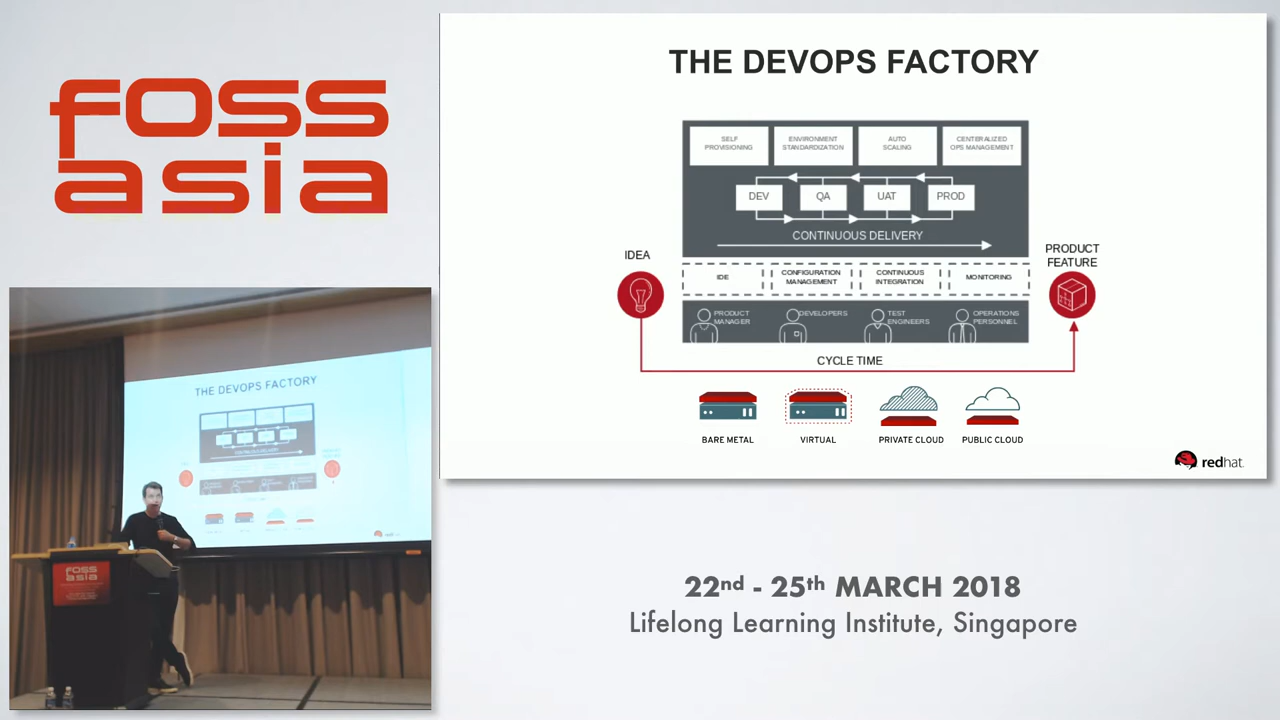 foss
asia
THE DEVOPS FACTORY
SELF
PROVISIONING
ENVIRONMENT
STANDARDIZATION
AUTO
SCALING
CENTERALIZED
OPS MANAGEMENT
DEV
QA
UAT
PROD
CONTINUOUS DELIVERY
IDEA
PRODUCT
FEATURE
IDE
CONFIGURATION
MANAGEMENT
CONTINUOUS
INTEGRATION
MONITORING
PRODUCT
MANAGER
DEVELOPERS
TEST
ENGINEERS
OPERATIONS
PERSONNEL
CYCLE TIME
BARE METAL
VIRTUAL
PRIVATE CLOUD
PUBLIC CLOUD
redhat.
THE DEVOPS FACTORY
FOSS
asia
22nd - 25th MARCH 2018
Lifelong Learning Institute, Singapore